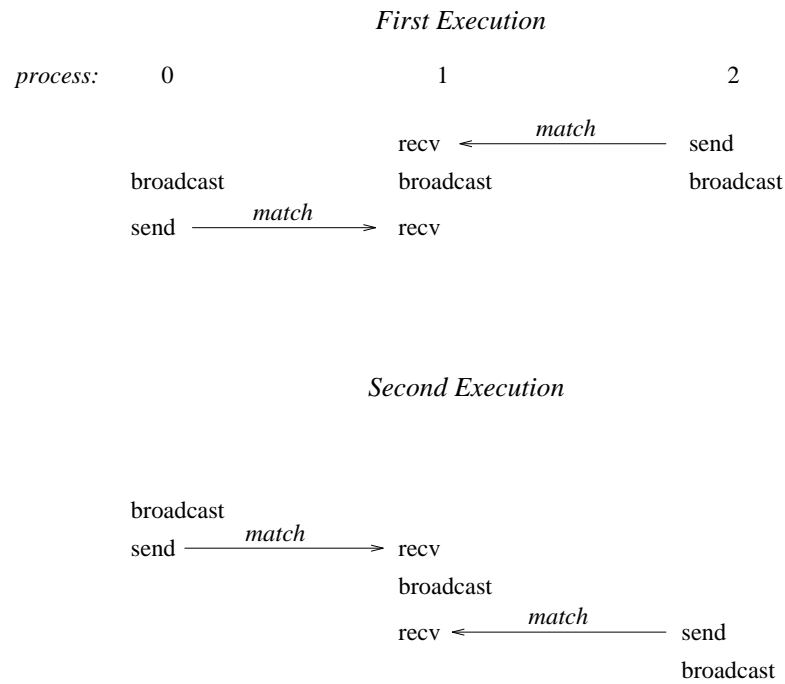 First Execution
process: 0 1 2
recv match send
broadcast broadcast broadcast
send match recv
Second Execution
broadcast
send match recv
broadcast
recv match send
broadcast